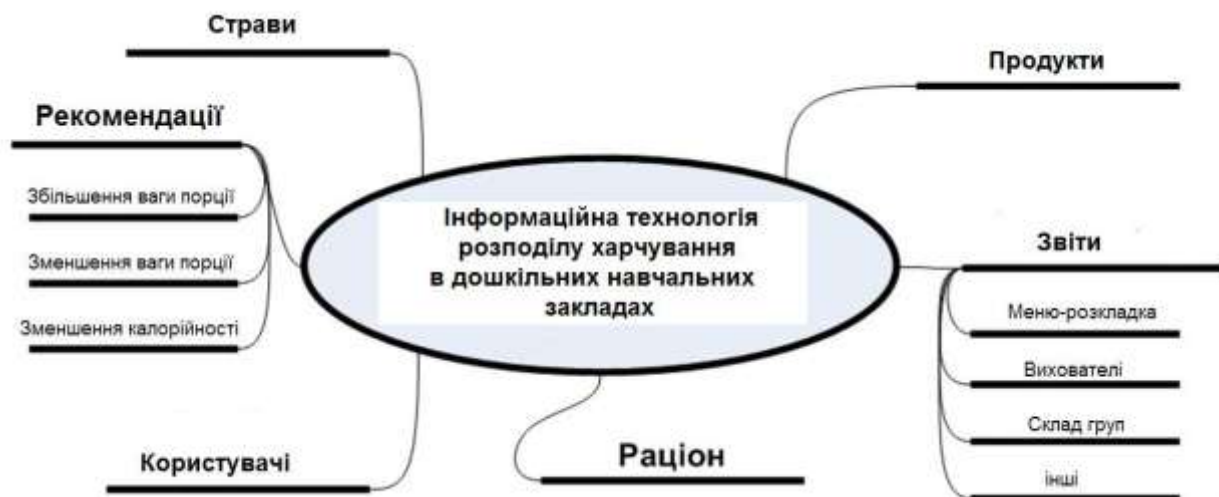 Страви
Продукти
Рекомендації
Збільшення ваги порції
Зменшення ваги порції
Зменшення калорійності
Інформаційна технологія
розподілу харчування
в дошкільних навчальних
закладах
Звіти
Меню-розкладка
Вихователі
Склад груп
інші
Користувачі
Раціон